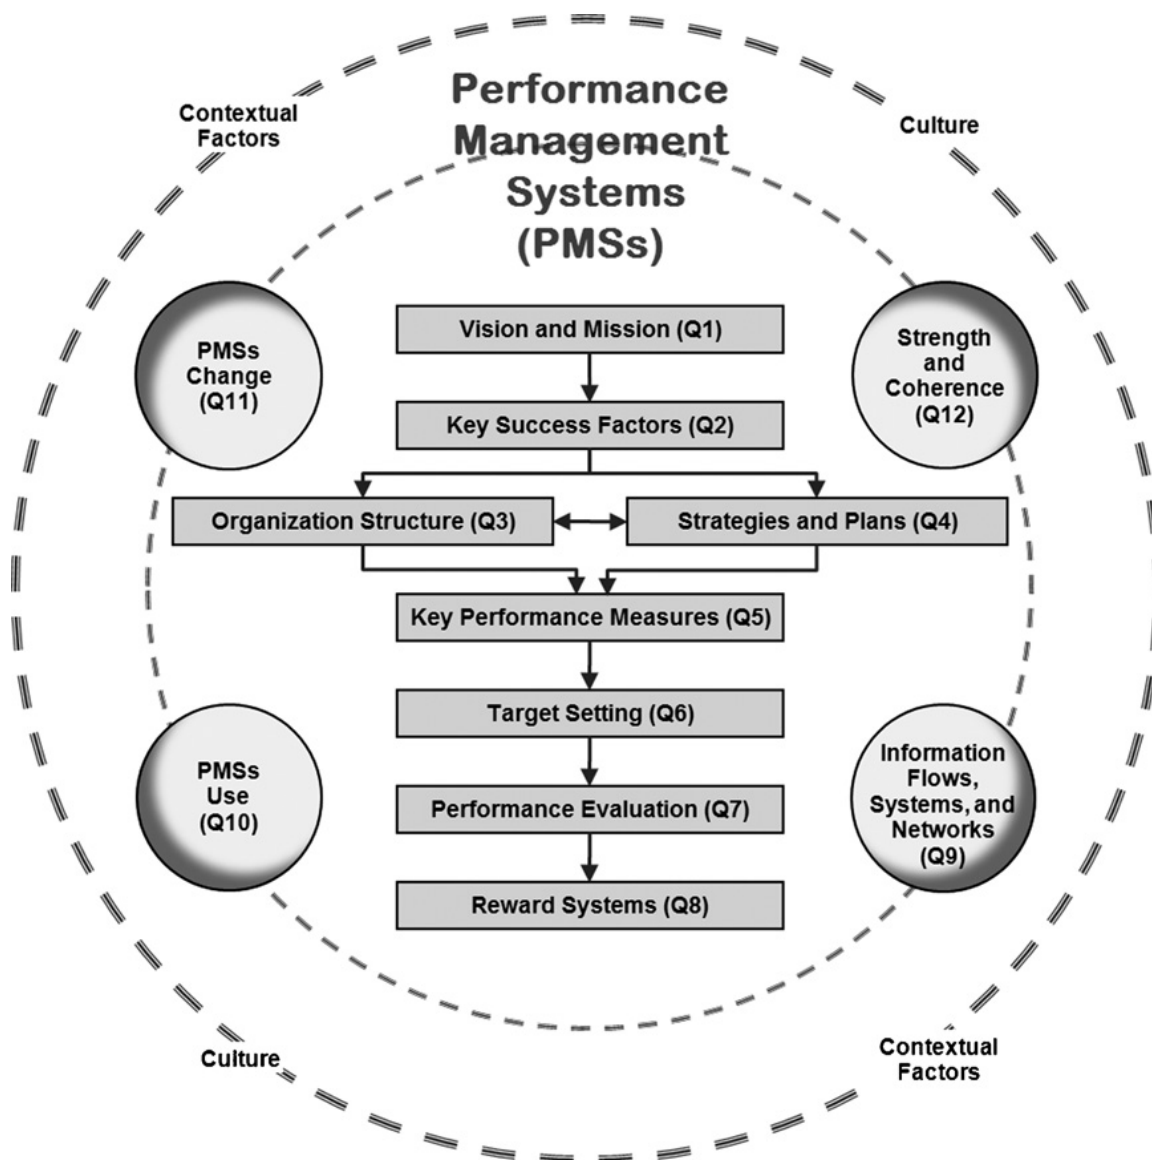 Performance
Management
Systems
(PMSs)
Contextual
Factors
Culture
PMSs
Change
(Q11)
Strength
and
Coherence
(Q12)
Vision and Mission (Q1)
Key Success Factors (Q2)
Organization Structure (Q3)
Strategies and Plans (Q4)
Key Performance Measures (Q5)
Target Setting (Q6)
PMSs
Use
(Q10)
Information
Flows,
Systems, and
Networks
(Q9)
Performance Evaluation (Q7)
Reward Systems (Q8)
Culture
Contextual
Factors